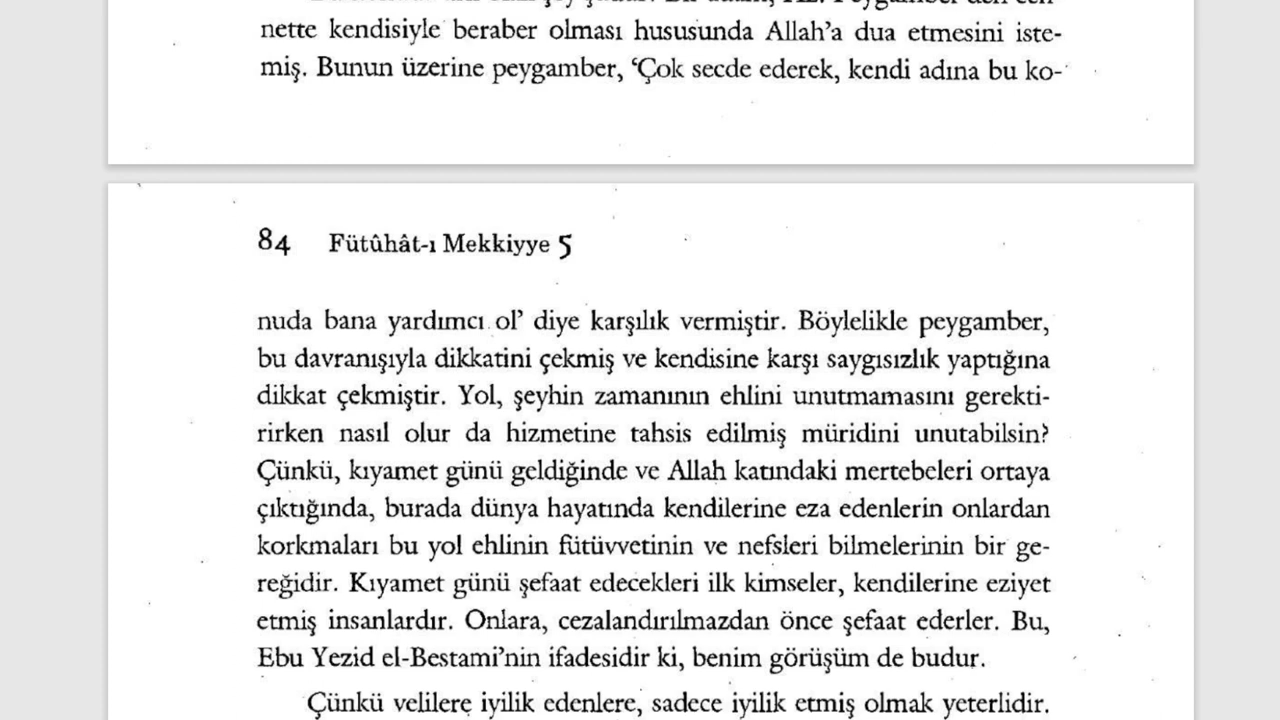 nette kendisiyle beraber olması hususunda Allah’a dua etmesini iste-
miş. Bunun üzerine peygamber, ‘Çok secde ederek, kendi adına bu ko-
84 Fütûhât-ı Mekkiyye 5
nuda bana yardımcı ol’ diye karşılık vermiştir. Böylelikle peygamber,
bu davranışıyla dikkatini çekmiş ve kendisine karşı saygısızlık yaptığına
dikkat çekmiştir. Yol, şeyhin zamanının ehlini unutmamasını gerekti-
rirken nasıl olur da hizmetine tahsis edilmiş müridini unutabilsin?
Çünkü, kıyamet günü geldiğinde ve Allah katındaki mertebeleri ortaya
çıktığında, burada dünya hayatında kendilerine eza edenlerin onlardan
korkmaları bu yol ehlinin fütüvvetinin ve nefsleri bilmelerinin bir ge-
reğidir. Kıyamet günü şefaat edecekleri ilk kimseler, kendilerine eziyet
etmiş insanlardır. Onlara, cezalandırılmazdan önce şefaat ederler. Bu,
Ebu Yezid el-Bestami’nin ifadesidir ki, benim görüşüm de budur.
Çünkü velilere iyilik edenlere, sadece iyilik etmiş olmak yeterlidir.